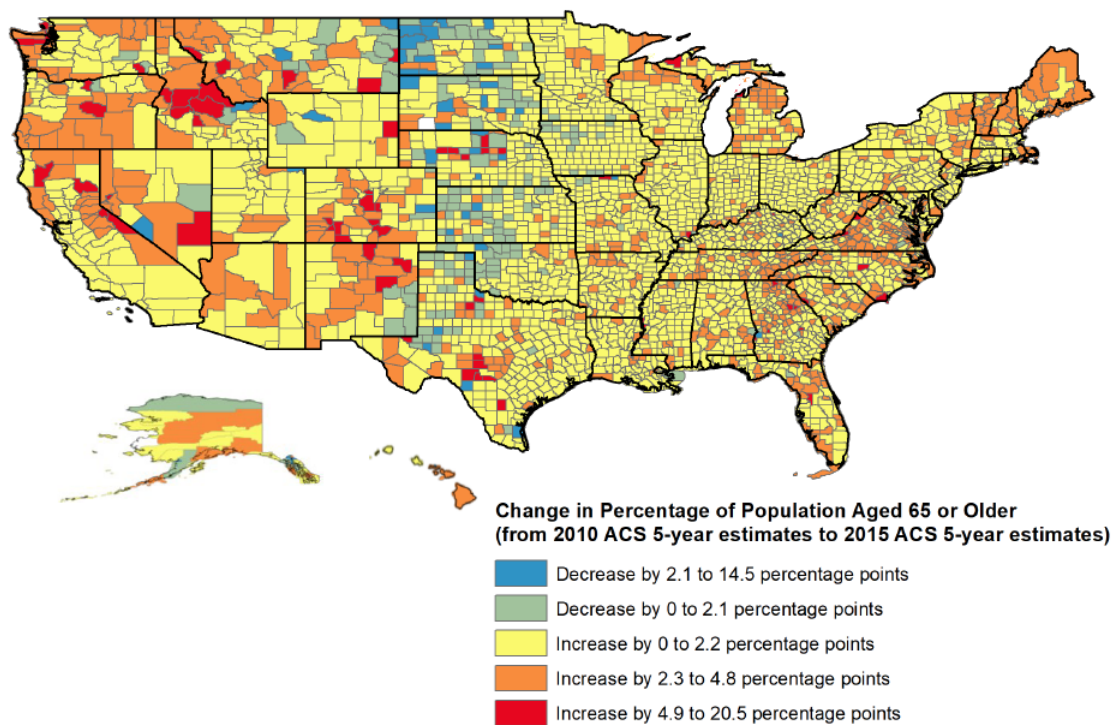 Change in Percentage of Population Aged 65 or Older
(from 2010 ACS 5-year estimates to 2015 ACS 5-year estimates)
Decrease by 2.1 to 14.5 percentage points
Decrease by 0 to 2.1 percentage points
Increase by 0 to 2.2 percentage points
Increase by 2.3 to 4.8 percentage points
Increase by 4.9 to 20.5 percentage points